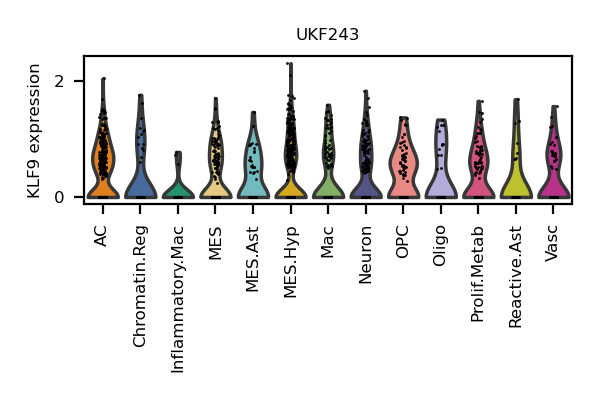 UKF243
KLF9 expression
2
0
AC
Chromatin.Reg
Inflammatory.Mac
MES
MES.Ast
MES.Hyp
Mac
Neuron
OPC
Oligo
Prolif.Metab
Reactive.Ast
Vasc